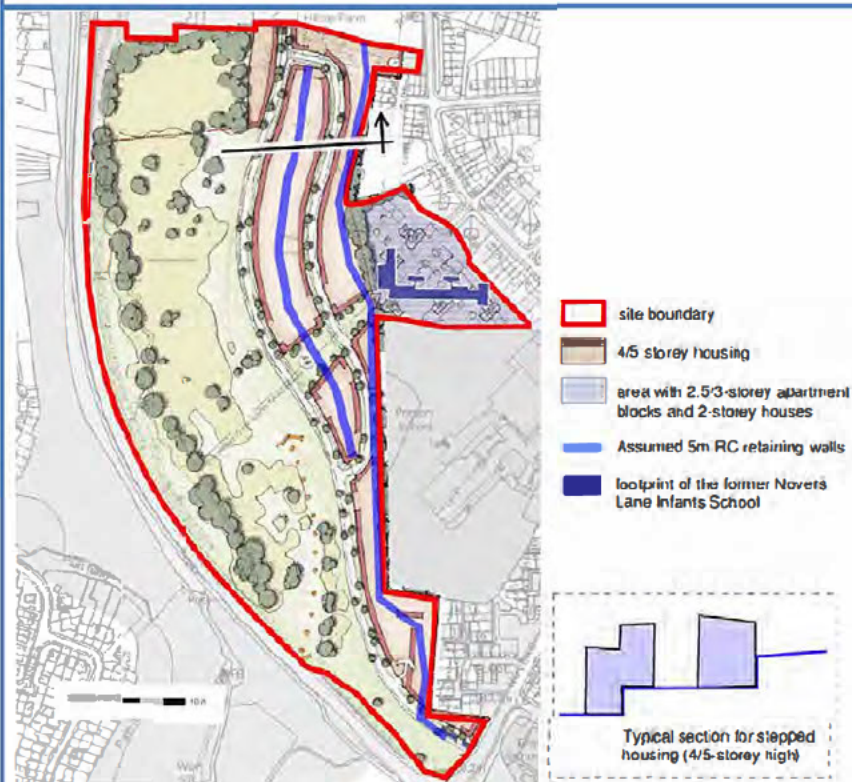 Hilltop Farm
site boundary
4/5 storey housing
area with 2.5/3-storey apartment
blocks and 2-storey houses
Assumed 5m RC retaining walls
footprint of the former Novers
Lane Infants School
Typical section for stepped
housing (4/5-storey high)